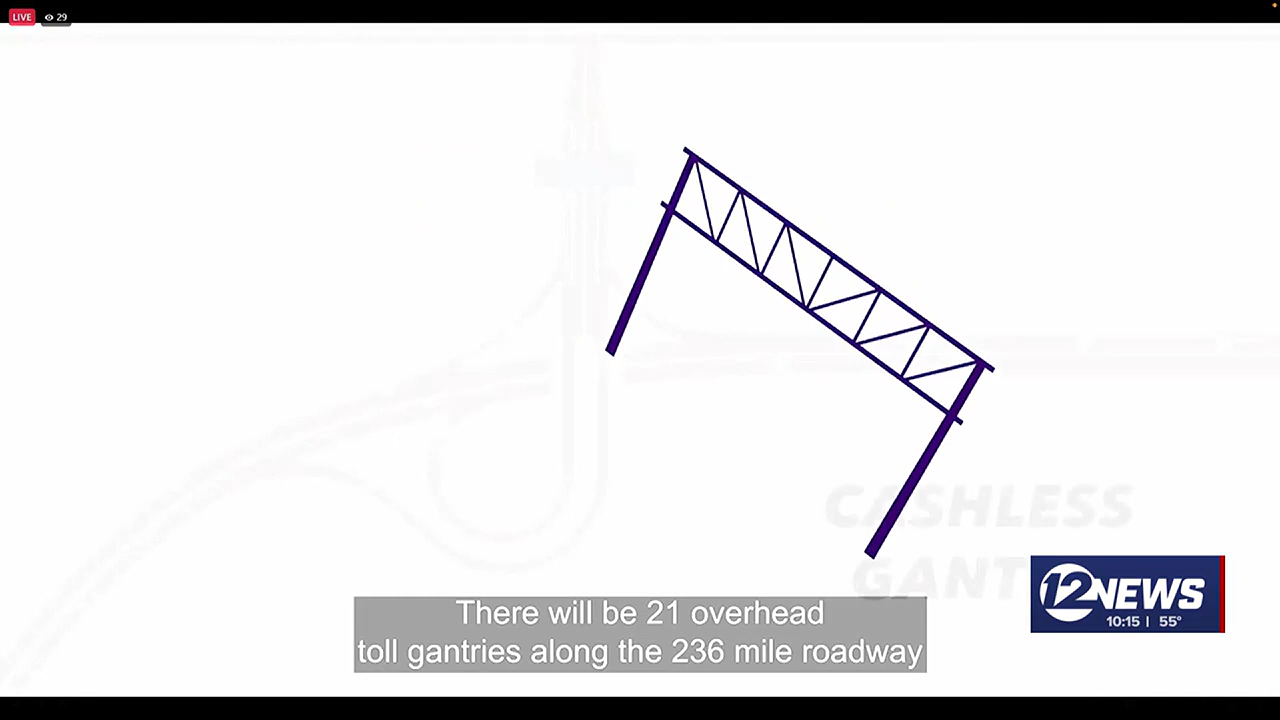 LIVE 29
CASHLESS
GANT
There will be 21 overhead
toll gantries along the 236 mile roadway
12NEWS
10:15 | 55°